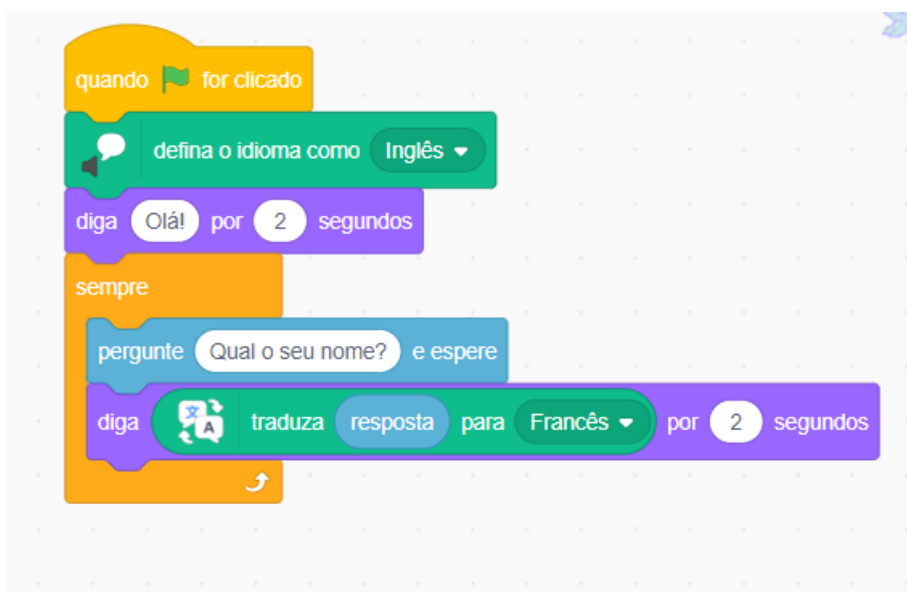 quando for clicado
defina o idioma como Inglês
diga Olá! por 2 segundos
sempre
pergunte Qual o seu nome? e espere
diga 文 A traduza resposta para Francês por 2 segundos